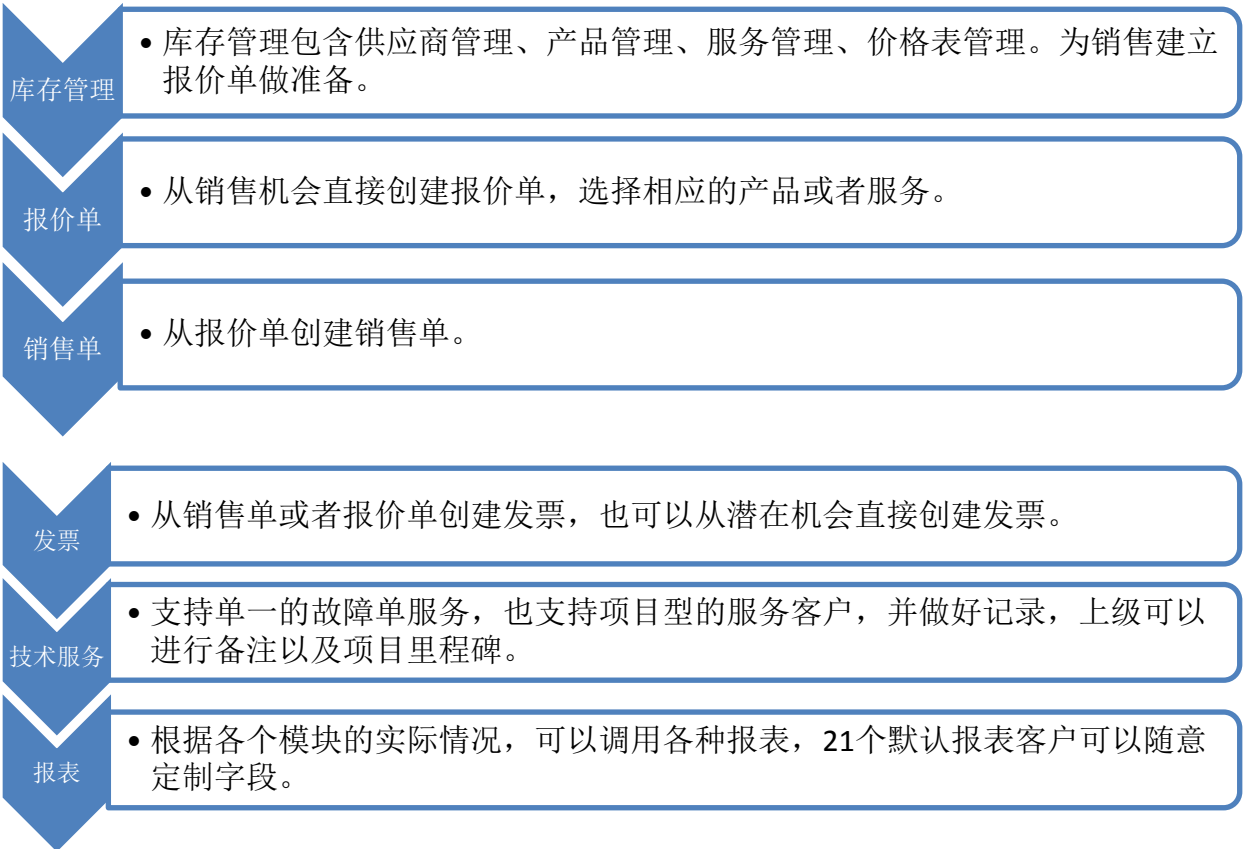 库存管理
• 库存管理包含供应商管理、产品管理、服务管理、价格表管理。为销售建立
报价单做准备。
报价单
• 从销售机会直接创建报价单，选择相应的产品或者服务。
销售单
• 从报价单创建销售单。
发票
• 从销售单或者报价单创建发票，也可以从潜在机会直接创建发票。
技术服务
• 支持单一的故障单服务，也支持项目型的服务客户，并做好记录，上级可以
进行备注以及项目里程碑。
报表
• 根据各个模块的实际情况，可以调用各种报表，21个默认报表客户可以随意
定制字段。